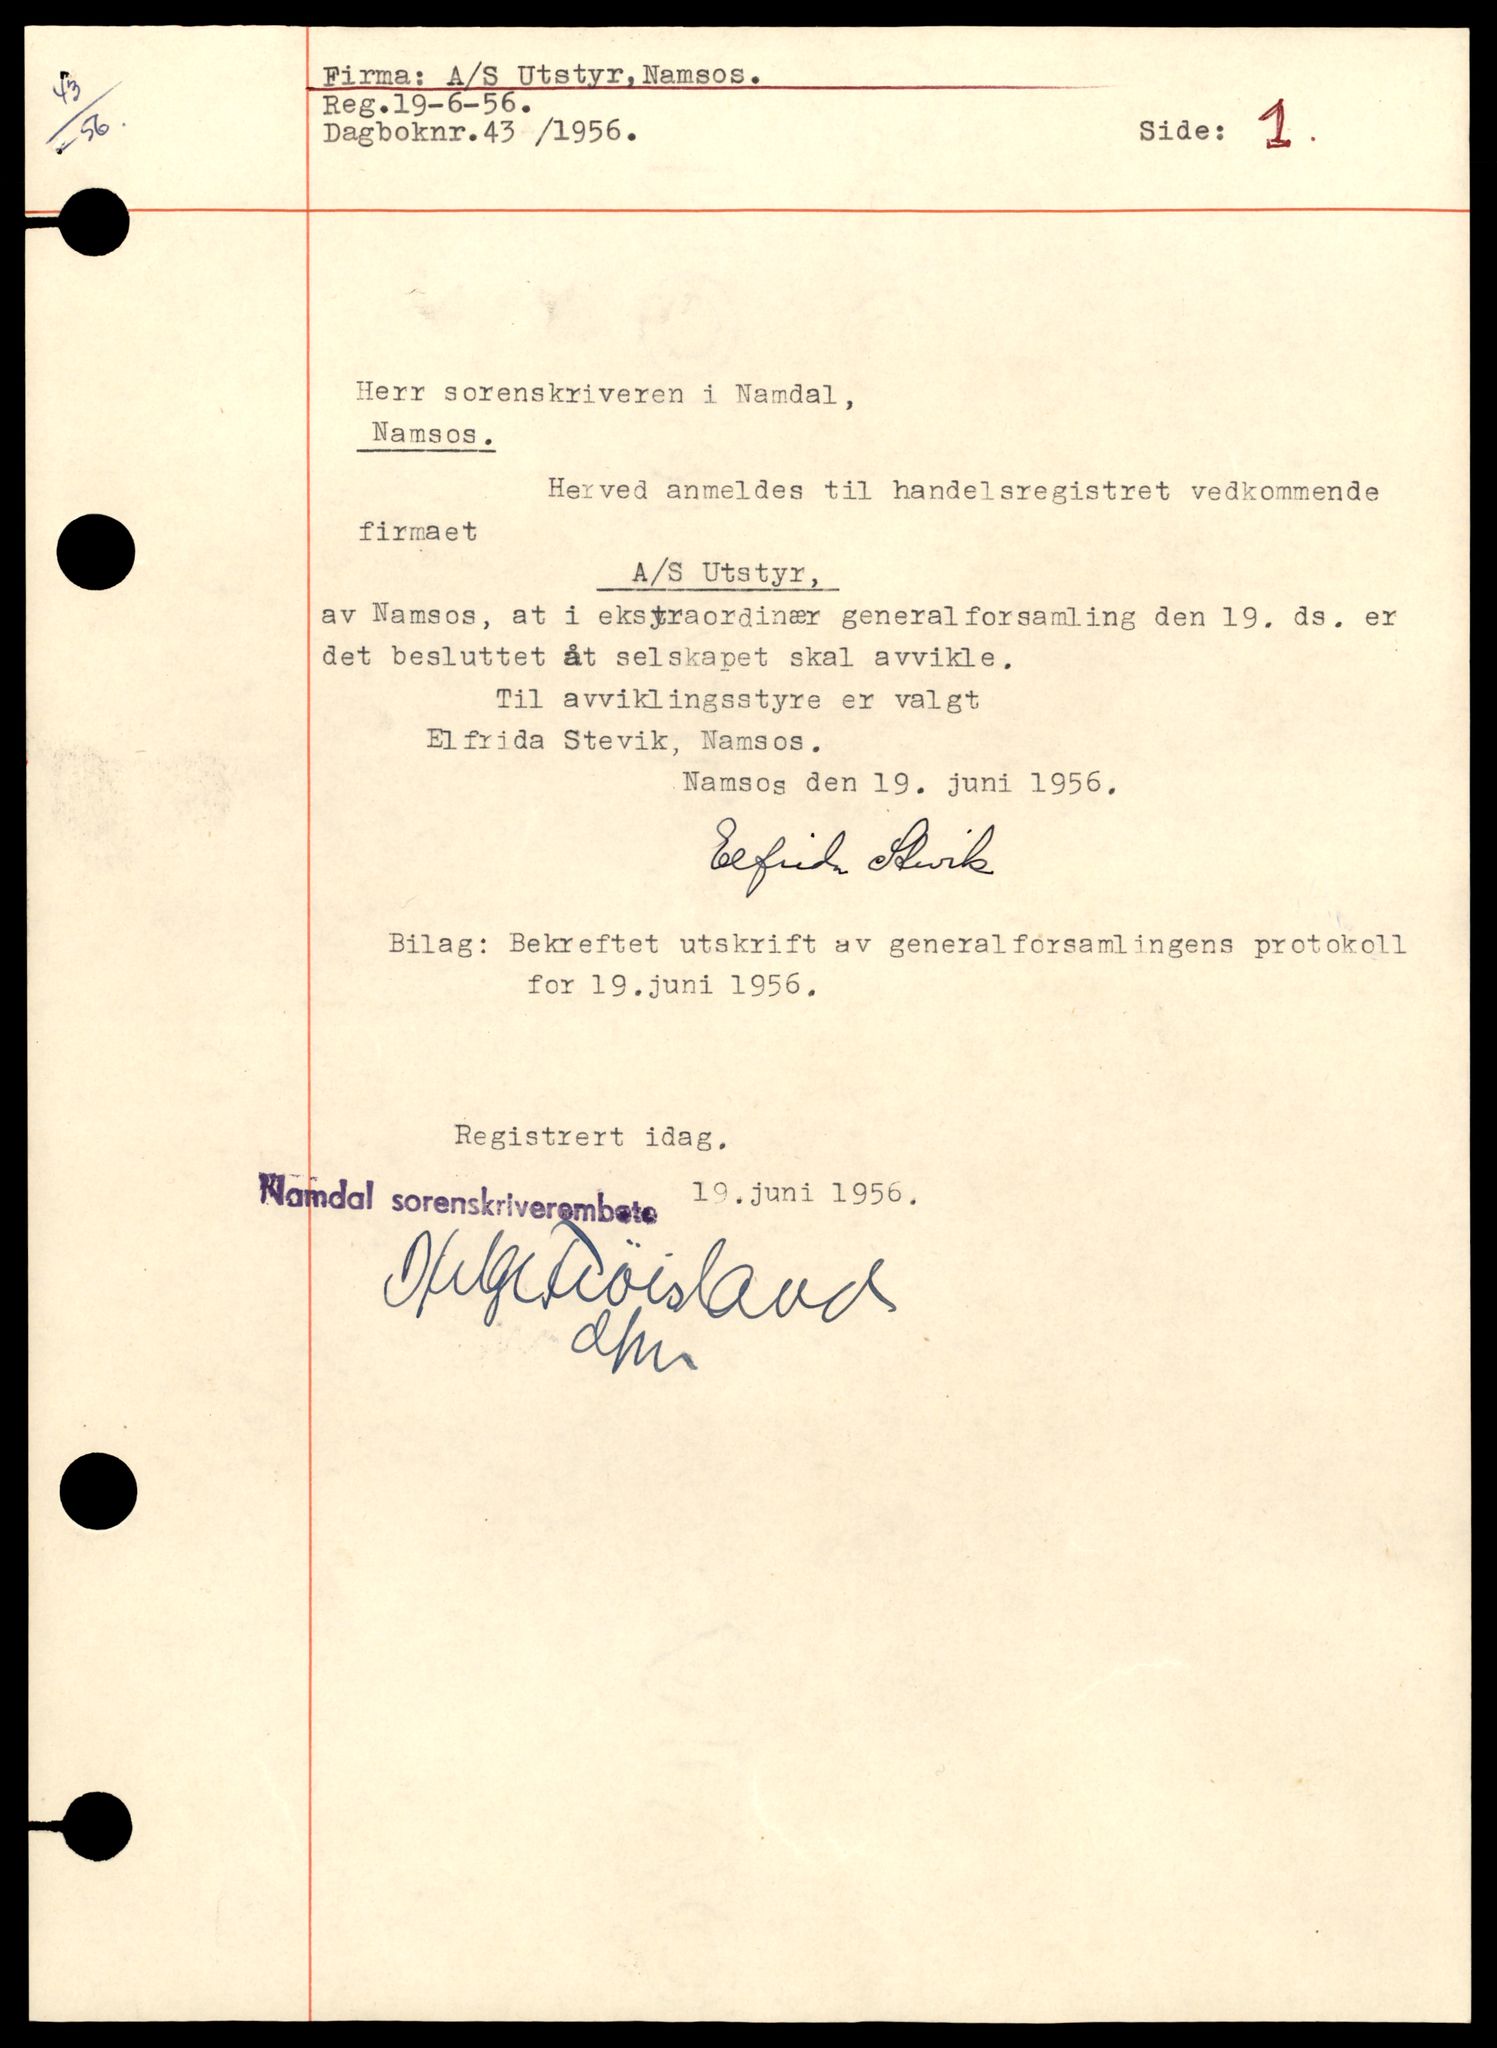 43
/
-56.
Firma: A/S Utstyr, Namsos.
Reg.19-6-56.
Dagboknr.43 /1956.
Side: 1.
Herr sorenskriveren i Namdal,
Namsos.
Herved anmeldes til handelsregistret vedkommende
firmaet
A/S Utstyr,
av Namsos, at i ekstraordinær generalforsamling den 19. ds. er
det besluttet åt selskapet skal avvikle.
Til avviklingsstyre er valgt
Elfrida Stevik, Namsos.
Namsos den 19. juni 1956.
Elfrida Stevik
Bilag: Bekreftet utskrift av generalforsamlingens protokoll
for 19.juni 1956.
Registrert idag.
Namdal sorenskriverembete 19.juni 1956.
Helge